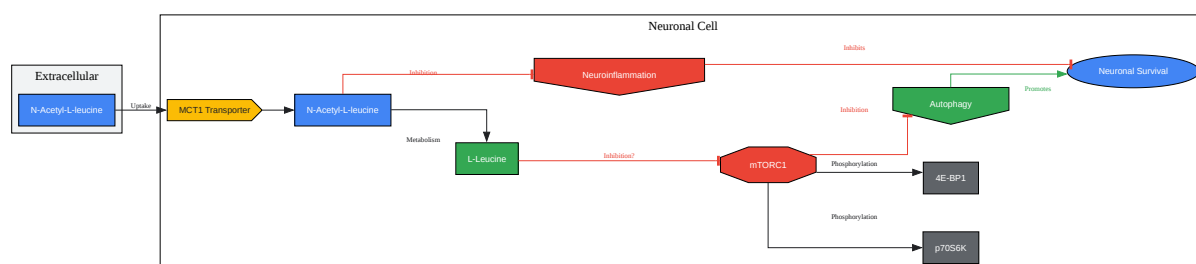 Neuronal Cell
Extracellular
N-Acetyl-L-leucine
Uptake
MCT1 Transporter
N-Acetyl-L-leucine
Inhibition
Neuroinflammation
Inhibits
Neuronal Survival
Metabolism
L-Leucine
Inhibition?
mTORC1
Inhibition
Autophagy
Promotes
Phosphorylation
4E-BP1
Phosphorylation
p70S6K